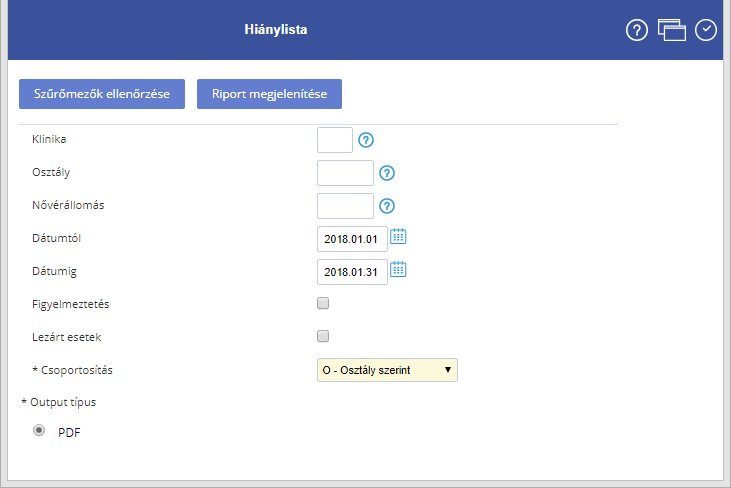 Hiánylista
Szűrőmezők ellenőrzése Riport megjelenítése
Klinika
Osztály
Nővérállomás
Dátumtól 2018.01.01
Dátumig 2018.01.31
Figyelmeztetés
Lezárt esetek
* Csoportosítás O - Osztály szerint
* Output típus
PDF